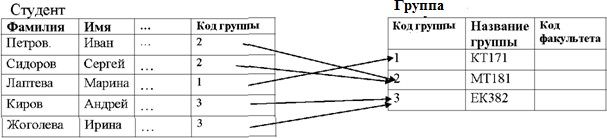 Студент
Фамилия Имя ... Код группы
Петров. Иван ... 2
Сидоров Сергей ... 2
Лаптева Марина ... 1
Киров Андрей ... 3
Жоголева Ирина ... 3
Группа
Код группы Название группы Код факультета
1 КТ171
2 МТ181
3 ЕК382